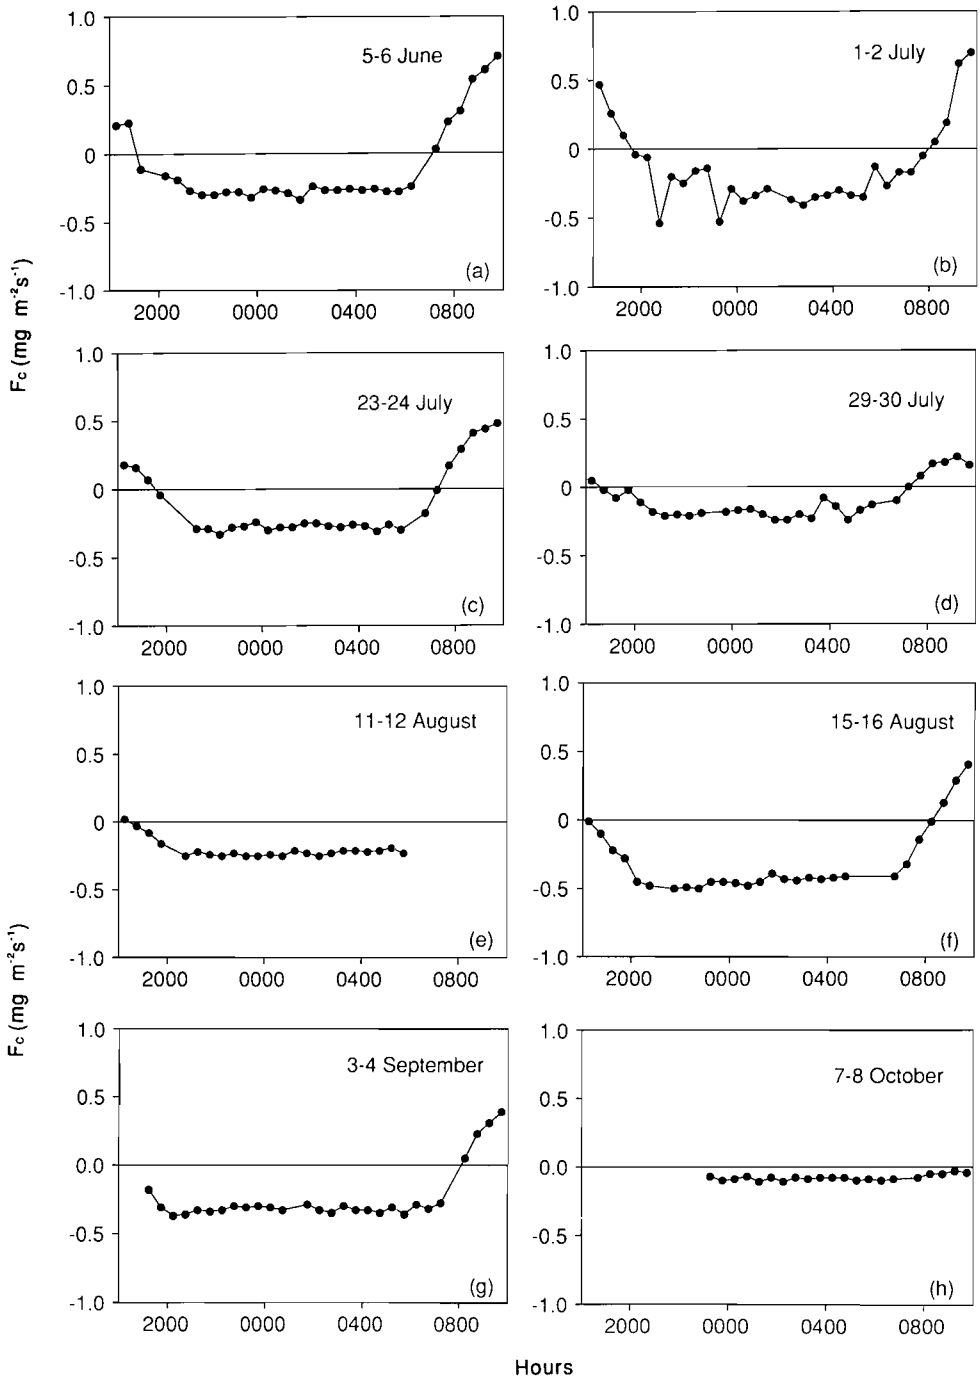 1.0
0.5
0
-0.5
-1.0
5-6 June
(a)
2000 0000 0400 0800
1.0
0.5
0
-0.5
-1.0
1-2 July
(b)
2000 0000 0400 0800
Fc (mg m-2s-1)
1.0
0.5
0
-0.5
-1.0
23-24 July
(c)
2000 0000 0400 0800
1.0
0.5
0
-0.5
-1.0
29-30 July
(d)
2000 0000 0400 0800
1.0
0.5
0
-0.5
-1.0
11-12 August
(e)
2000 0000 0400 0800
1.0
0.5
0
-0.5
-1.0
15-16 August
(f)
2000 0000 0400 0800
Fc (mg m-2s-1)
1.0
0.5
0.0
-0.5
-1.0
3-4 September
(g)
2000 0000 0400 0800
1.0
0.5
0.0
-0.5
-1.0
7-8 October
(h)
2000 0000 0400 0800
Hours